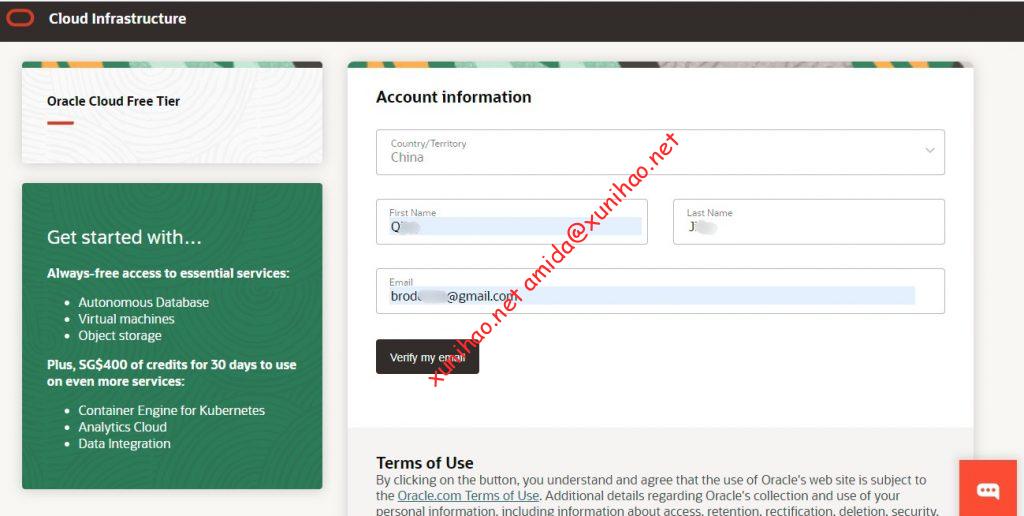 Cloud Infrastructure
Oracle Cloud Free Tier
Get started with...
Always-free access to essential services:
• Autonomous Database
• Virtual machines
• Object storage
Plus, SG$400 of credits for 30 days to use
on even more services:
• Container Engine for Kubernetes
• Analytics Cloud
• Data Integration
Account information
Country/Territory
China
First Name
Last Name
Email
@gmail.com
Verify my email
xunihao.net amida@xunihao.net
Terms of Use
By clicking on the button, you understand and agree that the use of Oracle's web site is subject to
the Oracle.com Terms of Use. Additional details regarding Oracle's collection and use of your
personal information, including information about access, retention, rectification, deletion, security,